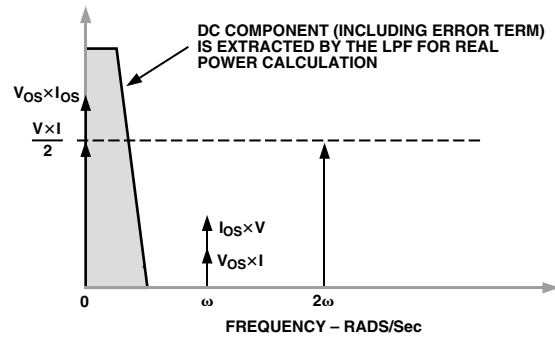 DC COMPONENT (INCLUDING ERROR TERM)
IS EXTRACTED BY THE LPF FOR REAL
POWER CALCULATION
VOS×IOS
V×I
2
IOS×V
VOS×I
0
ω
2ω
FREQUENCY – RADS/Sec